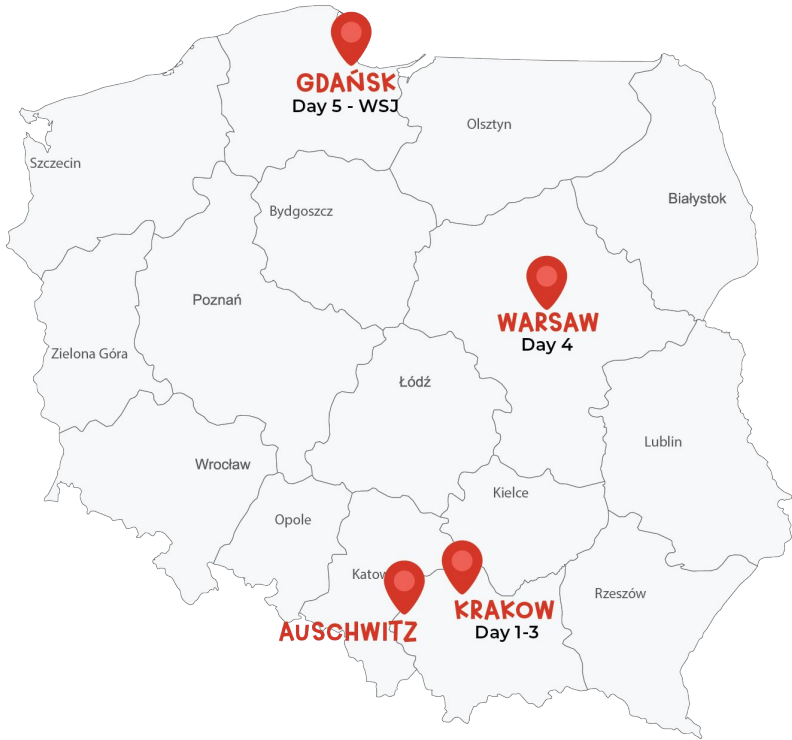 GDAŃSK
Day 5 - WSJ
Olsztyn
Szczecin
Białystok
Bydgoszcz
Poznań
WARSAW
Day 4
Zielona Góra
Łódź
Lublin
Wrocław
Kielce
Opole
Katow
Rzeszów
KRAKOW
Day 1-3
AUSCHWITZ